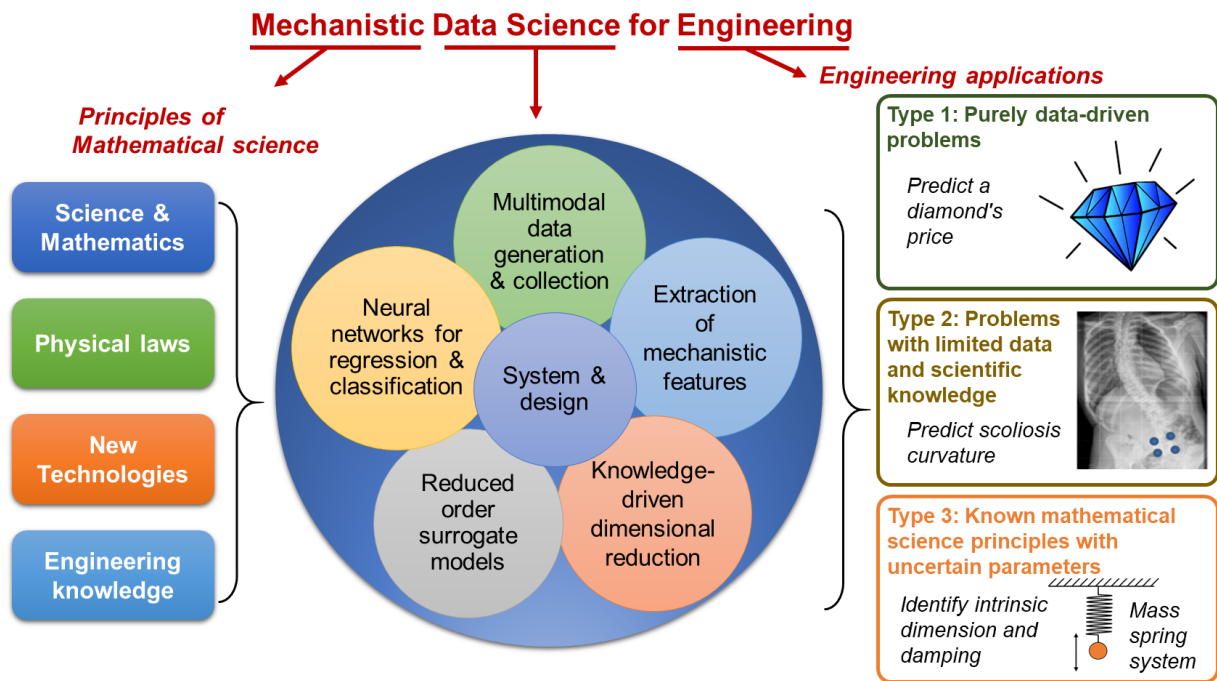 Mechanistic Data Science for Engineering
Principles of
Mathematical science
Engineering applications
Science &
Mathematics
Physical laws
New
Technologies
Engineering
knowledge
Multimodal
data
generation
& collection
Neural
networks for
regression &
classification
Extraction
of
mechanistic
features
System &
design
Reduced
order
surrogate
models
Knowledge-
driven
dimensional
reduction
Type 1: Purely data-driven
problems
Predict a
diamond's
price
Type 2: Problems
with limited data
and scientific
knowledge
Predict scoliosis
curvature
Type 3: Known mathematical
science principles with
uncertain parameters
Identify intrinsic
dimension and
damping
Mass
spring
system